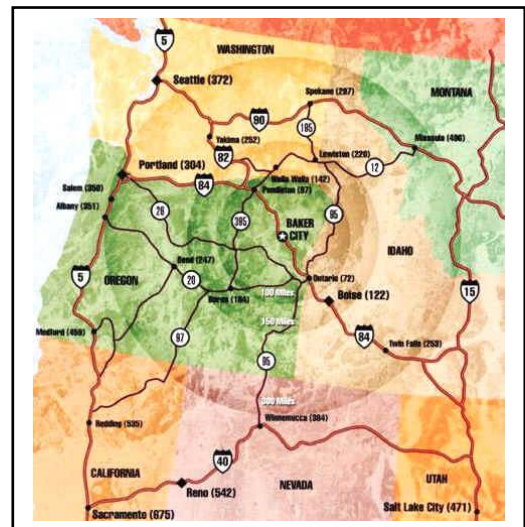 5
WASHINGTON
Seattle (372)
Spokane (297)
MONTANA
90
195
Yakima (252)
Missoula (406)
82
Lewiston (220)
12
Portland (304)
Walla Walla (142)
84
Pendleton (97)
Salem (350)
Albany (351)
26
395
95
BAKER
CITY
IDAHO
Bend (247)
OREGON
20
Ontario (72)
5
Burns (184)
100 Miles
Boise (122)
15
150 Miles
Medford (459)
97
84
95
Twin Falls (253)
300 Miles
Redding (535)
Winnemucca (384)
CALIFORNIA
40
NEVADA
UTAH
Reno (542)
Sacramento (675)
Salt Lake City (471)